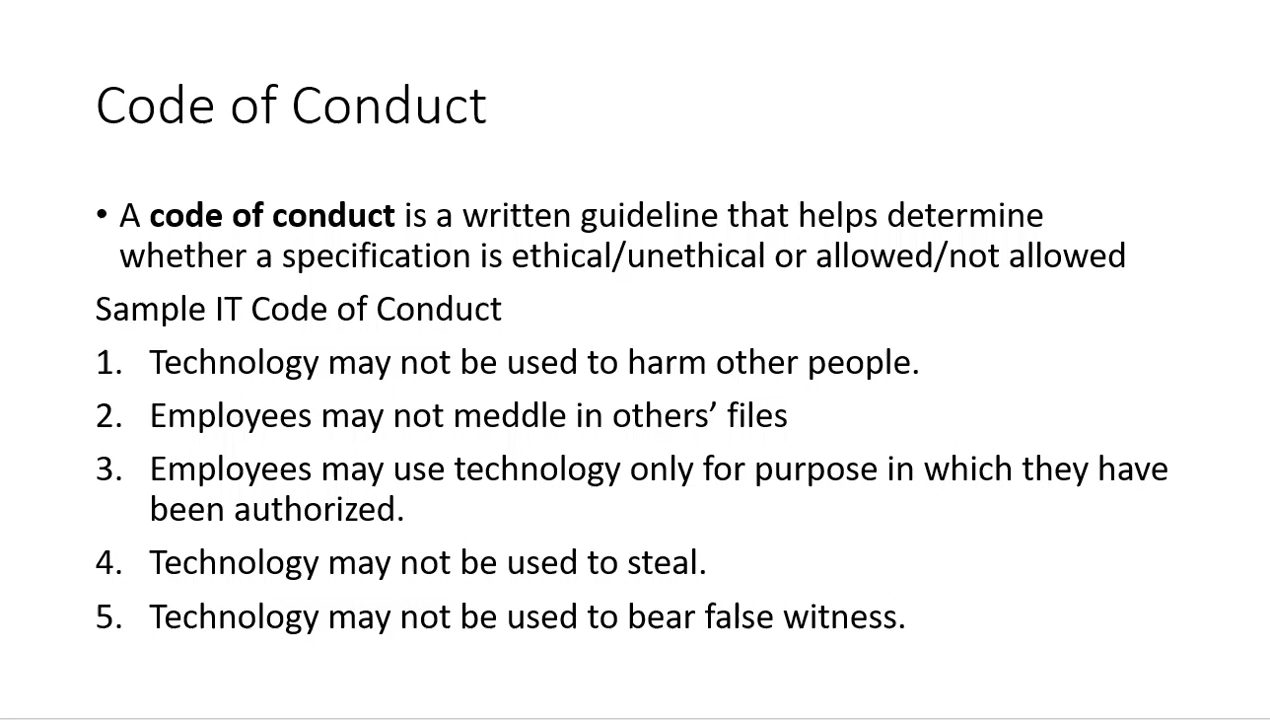 Code of Conduct
• A code of conduct is a written guideline that helps determine
whether a specification is ethical/unethical or allowed/not allowed
Sample IT Code of Conduct
1. Technology may not be used to harm other people.
2. Employees may not meddle in others’ files
3. Employees may use technology only for purpose in which they have
been authorized.
4. Technology may not be used to steal.
5. Technology may not be used to bear false witness.